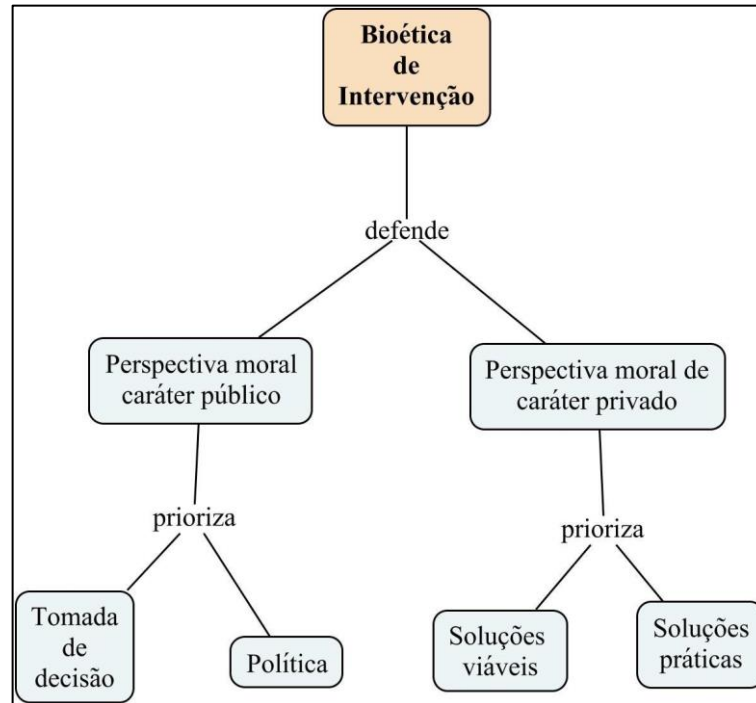 Bioética
de
Intervenção
defende
Perspectiva moral
caráter público
Perspectiva moral de
caráter privado
prioriza
prioriza
Tomada
de
decisão
Política
Soluções
viáveis
Soluções
práticas